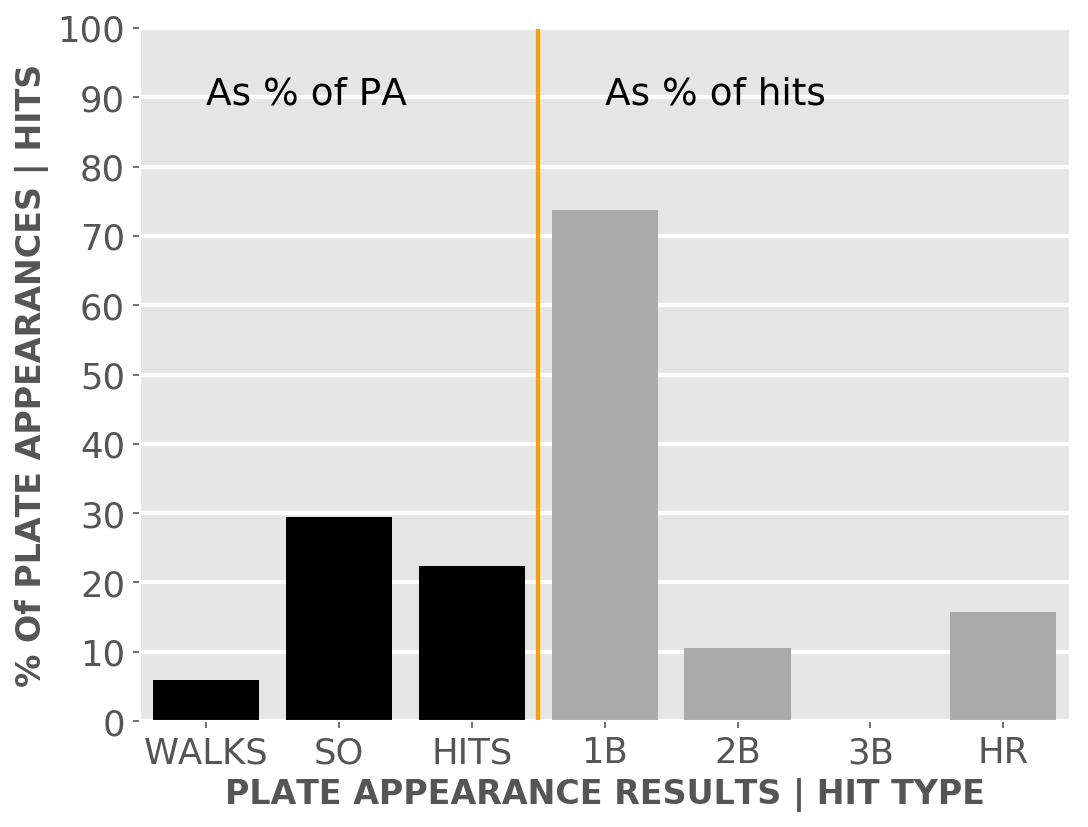 % Of PLATE APPEARANCES | HITS
100
90
80
70
60
50
40
30
20
10
0
As % of PA
As % of hits
WALKS SO HITS 1B 2B 3B HR
PLATE APPEARANCE RESULTS | HIT TYPE